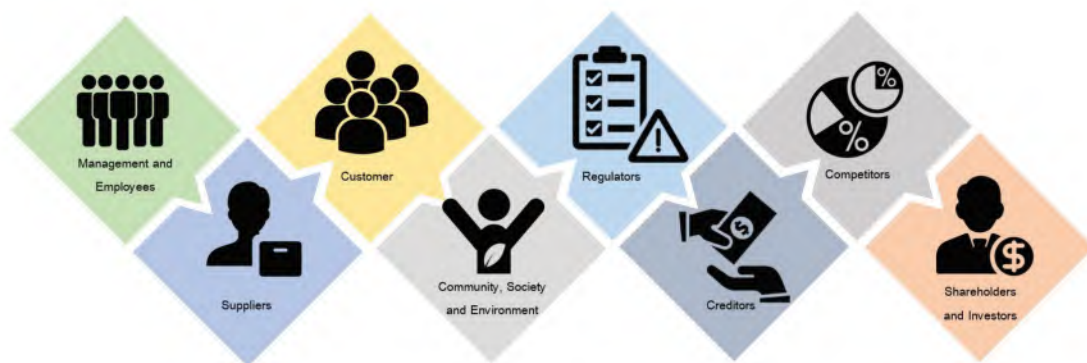 Management and
Employees
Suppliers
Customer
Community, Society
and Environment
Regulators
Creditors
Competitors
Shareholders
and Investors